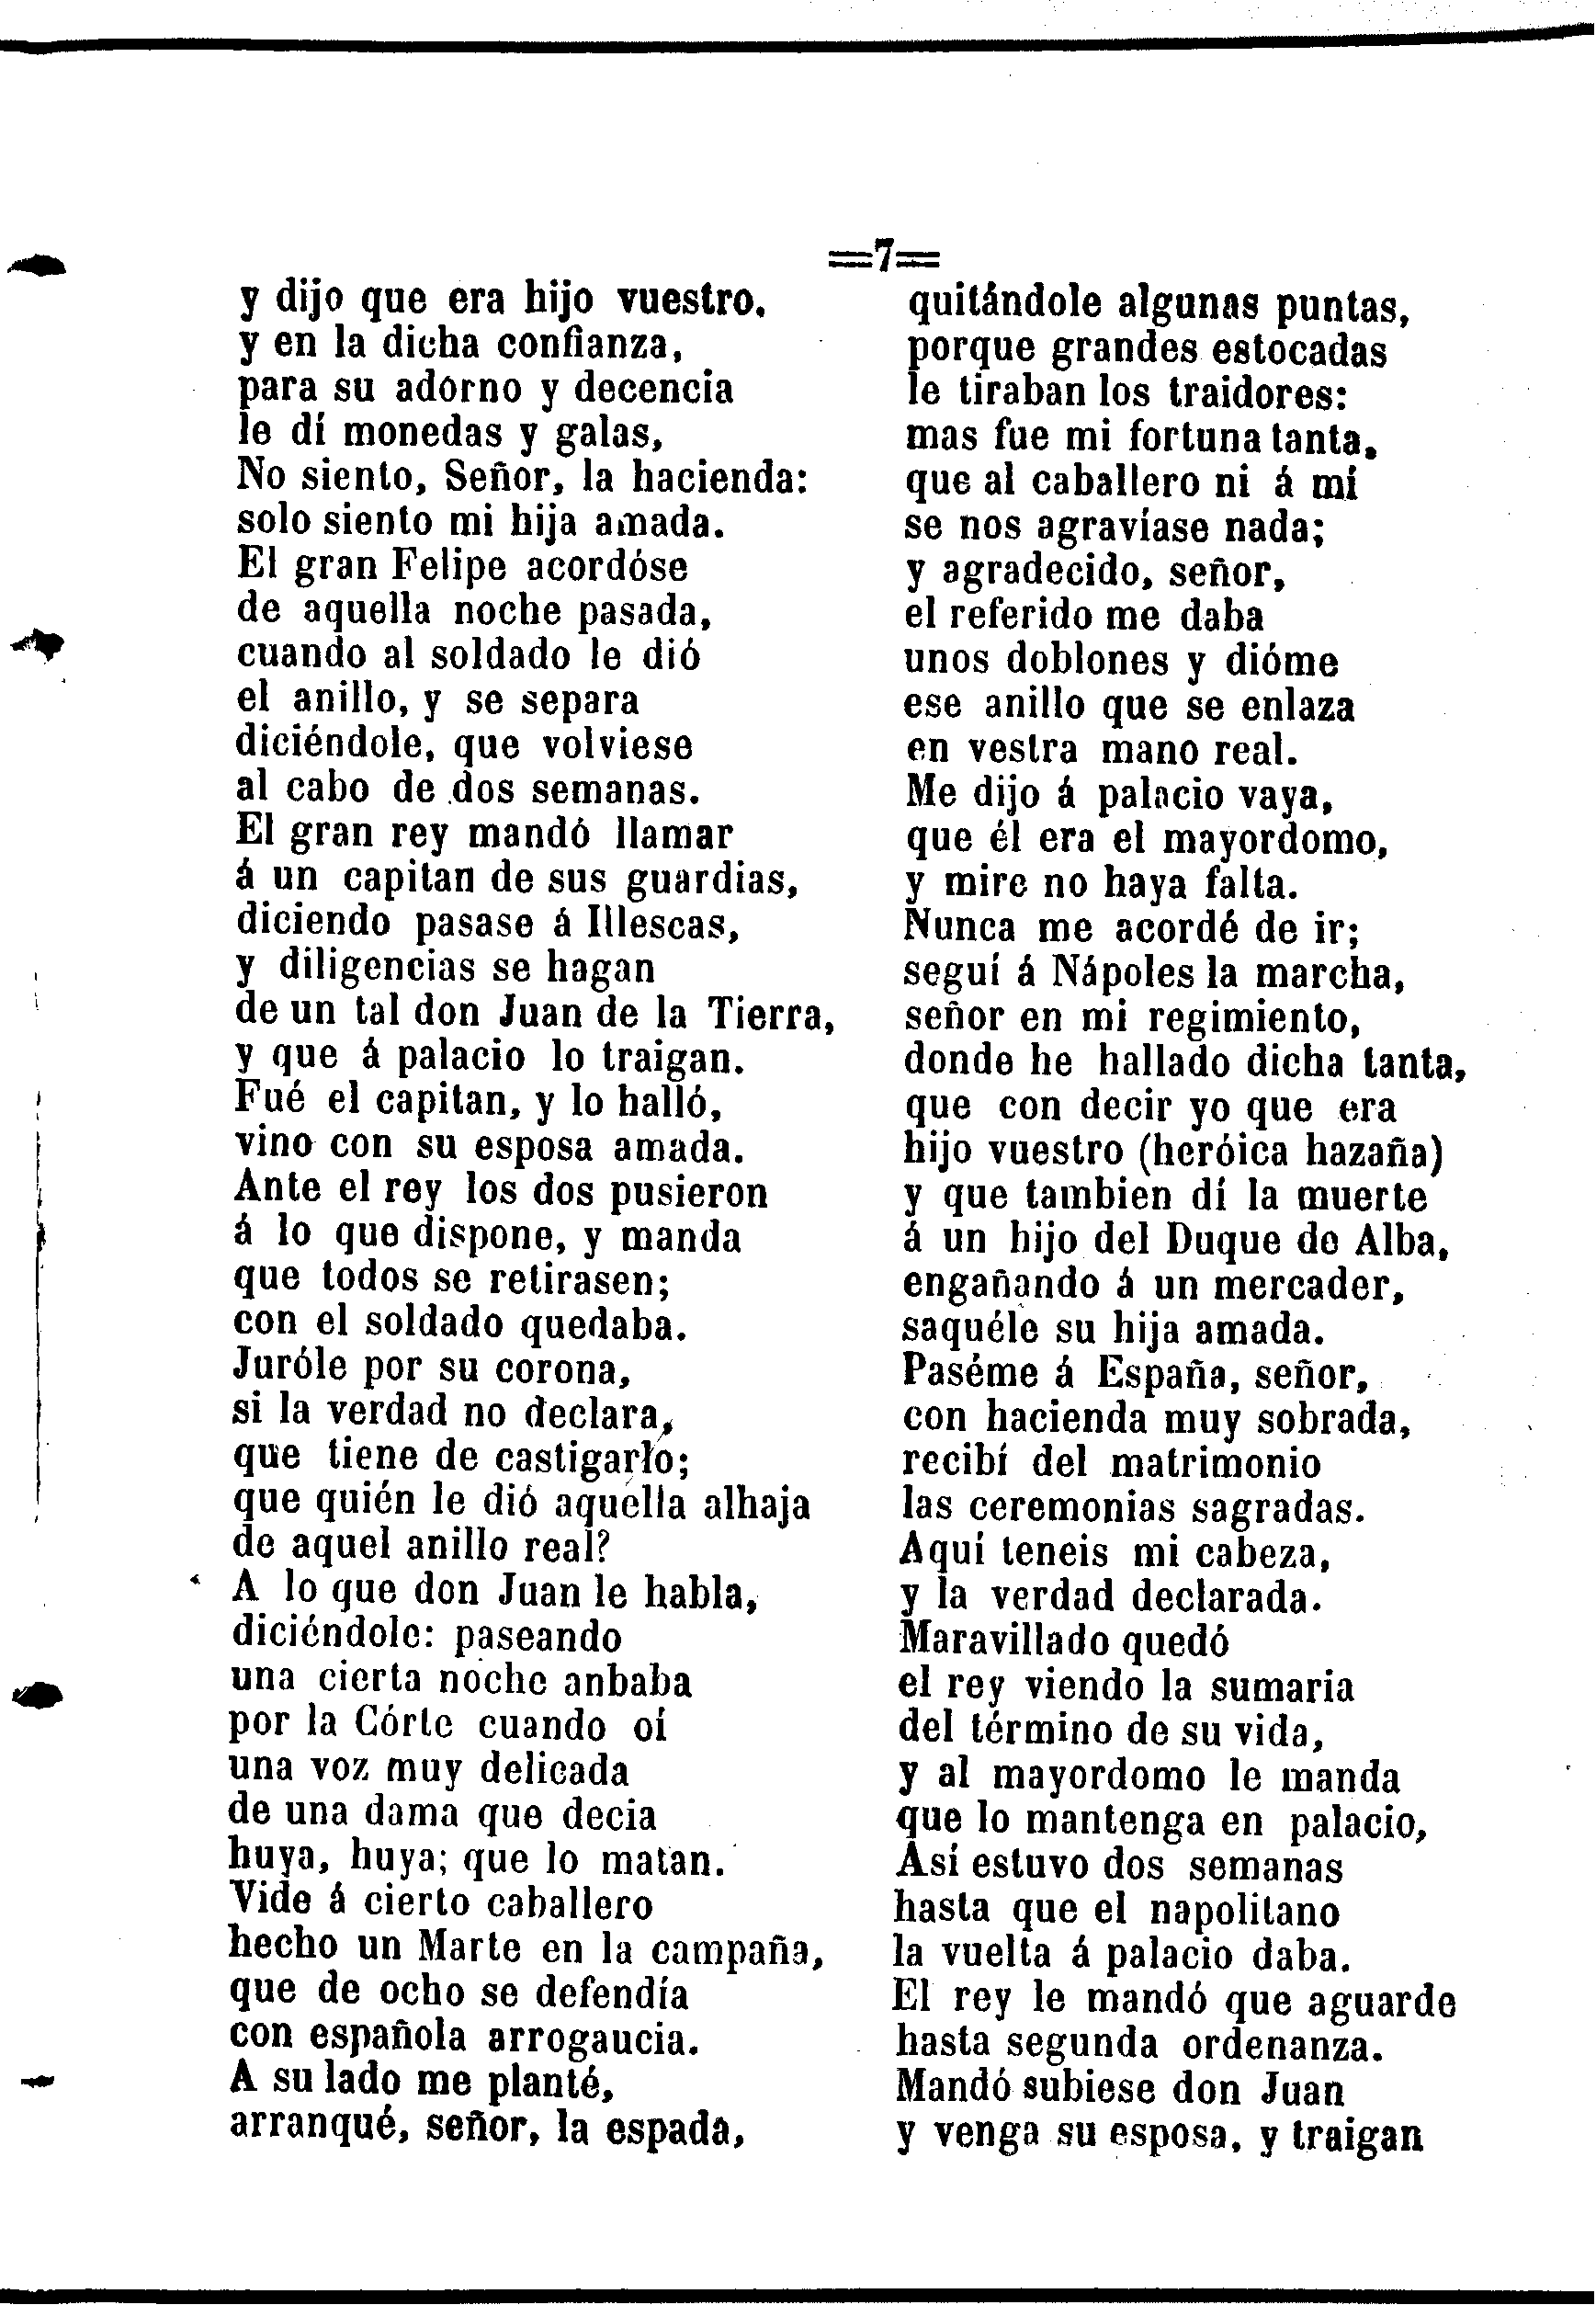 =7=
y dijo que era hijo vuestro.
y en la dicha confianza,
para su adorno y decencia
le dí monedas y galas,
No siento, Señor, la hacienda:
solo siento mi hija amada.
El gran Felipe acordóse
de aquella noche pasada,
cuando al soldado le dió
el anillo, y se separa
diciéndole, que volviese
al cabo de dos semanas.
El gran rey mandó llamar
á un capitan de sus guardias,
diciendo pasase á Illescas,
y diligencias se hagan
de un tal don Juan de la Tierra,
y que á palacio lo traigan.
Fué el capitan, y lo halló,
vino con su esposa amada.
Ante el rey los dos pusieron
á lo que dispone, y manda
que todos se retirasen;
con el soldado quedaba.
Juróle por su corona,
si la verdad no declara,
que tiene de castigarlo;
que quién le dió aquella alhaja
de aquel anillo real?
A lo que don Juan le habla,
diciéndole: paseando
una cierta noche anbaba
por la Córte cuando oí
una voz muy delicada
de una dama que decia
huya, huya; que lo matan.
Vide á cierto caballero
hecho un Marte en la campaña,
que de ocho se defendía
con española arrogaucia.
A su lado me planté,
arranqué, señor, la espada,
quitándole algunas puntas,
porque grandes estocadas
le tiraban los traidores:
mas fue mi fortuna tanta,
que al caballero ni á mí
se nos agravíase nada;
y agradecido, señor,
el referido me daba
unos doblones y dióme
ese anillo que se enlaza
en vestra mano real.
Me dijo á palacio vaya,
que él era el mayordomo,
y mire no haya falta.
Nunca me acordé de ir;
seguí á Nápoles la marcha,
señor en mi regimiento,
donde he hallado dicha tanta,
que con decir yo que era
hijo vuestro (heróica hazaña)
y que tambien dí la muerte
á un hijo del Duque de Alba,
engañando á un mercader,
saquéle su hija amada.
Paséme á España, señor,
con hacienda muy sobrada,
recibí del matrimonio
las ceremonias sagradas.
Aquí teneis mi cabeza,
y la verdad declarada.
Maravillado quedó
el rey viendo la sumaria
del término de su vida,
y al mayordomo le manda
que lo mantenga en palacio,
Así estuvo dos semanas
hasta que el napolitano
la vuelta á palacio daba.
El rey le mandó que aguarde
hasta segunda ordenanza.
Mandó subiese don Juan
y venga su esposa, y traigan